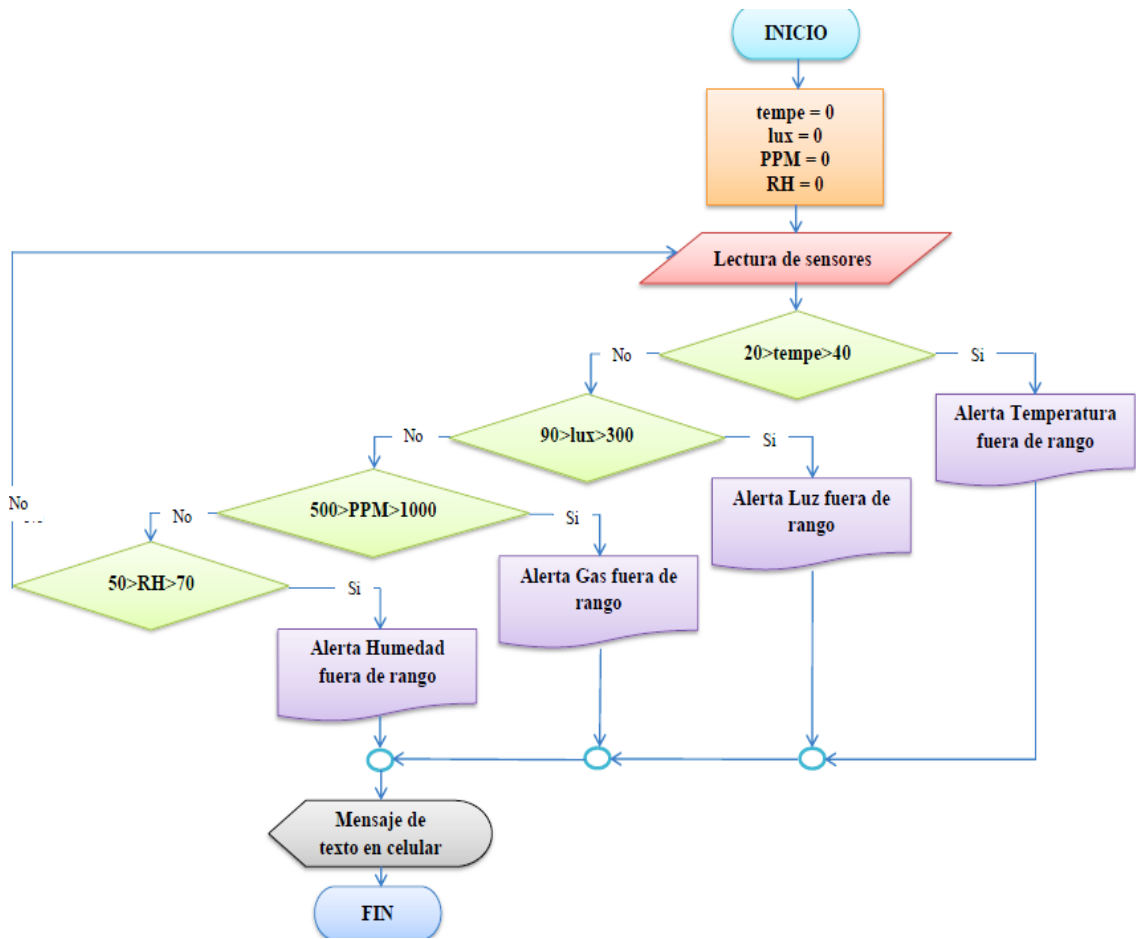 INICIO
tempe = 0
lux = 0
PPM = 0
RH = 0
Lectura de sensores
20>tempe>40
No
Si
Alerta Temperatura
fuera de rango
90>lux>300
No
Si
Alerta Luz fuera de
rango
500>PPM>1000
No
Si
Alerta Gas fuera de
rango
50>RH>70
No
Si
Alerta Humedad
fuera de rango
Mensaje de
texto en celular
FIN